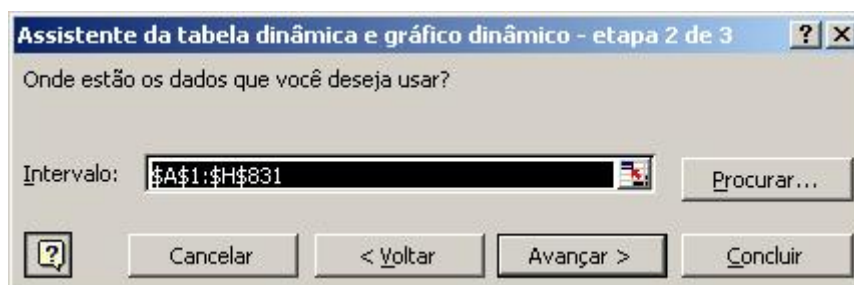 Assistente da tabela dinâmica e gráfico dinâmico - etapa 2 de 3
Onde estão os dados que você deseja usar?
Intervalo: $A$1:$H$831 Procurar...
Cancelar < Voltar Avançar > Concluir